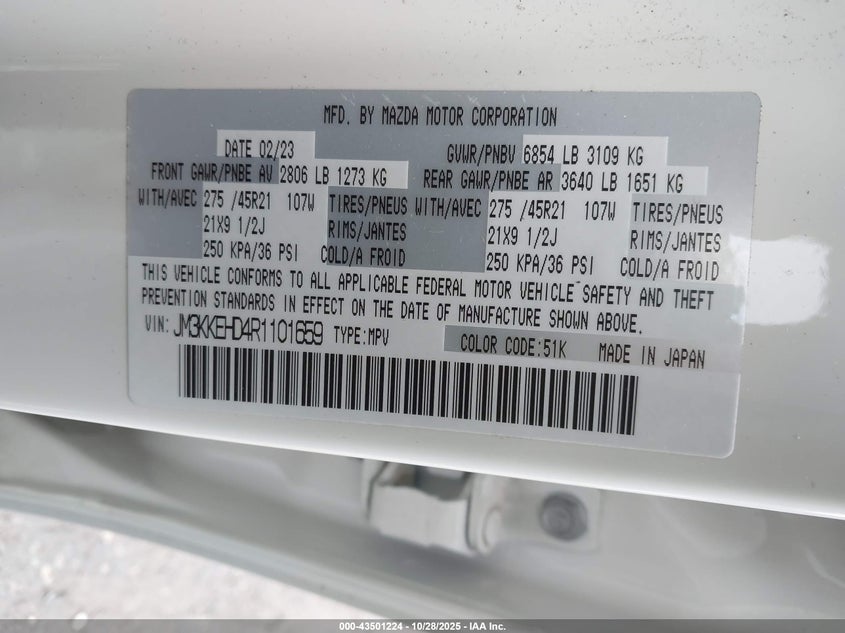 MFD. BY MAZDA MOTOR CORPORATION
DATE 02/23 GVWR/PNBV 6854 LB 3109 KG
FRONT GAWR/PNBE AV 2806 LB 1273 KG REAR GAWR/PNBE AR 3640 LB 1651 KG
WITH/AVEC 275 /45R21 107W TIRES/PNEUS WITH/AVEC 275 /45R21 107W TIRES/PNEUS
21X9 1/2J RIMS/JANTES 21X9 1/2J RIMS/JANTES
250 KPA/36 PSI COLD/A FROID 250 KPA/36 PSI COLD/A FROID
THIS VEHICLE CONFORMS TO ALL APPLICABLE FEDERAL MOTOR VEHICLE SAFETY AND THEFT
PREVENTION STANDARDS IN EFFECT ON THE DATE OF MANUFACTURE SHOWN ABOVE.
VIN: JM3KKEHD4R1101659 TYPE:MPV COLOR CODE:51K MADE IN JAPAN
000-43501224 - 10/28/2025 - IAA Inc.